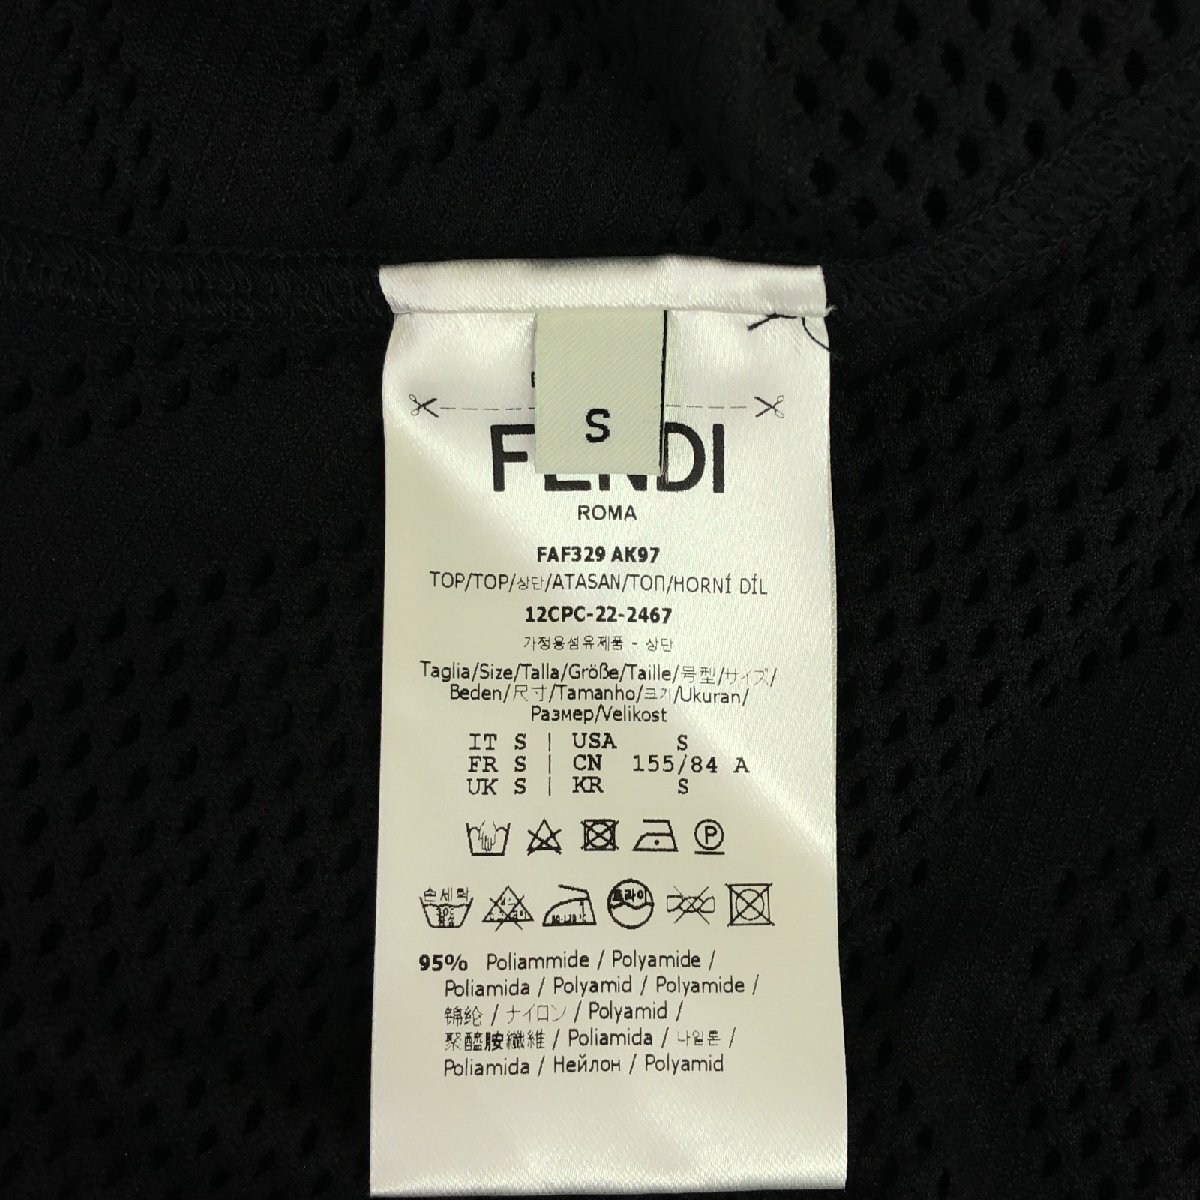 S
FENDI
ROMA
FAF329 AK97
TOP/TOP/상단/ATASAN/ТОП/HORNÍ DÍL
12CPC-22-2467
가정용섬유제품 - 상단
Taglia/Size/Talla/Größe/Taille/号型/サイズ/
Beden/尺寸/Tamanho/크기/Ukuran/
Размер/Velikost
IT S | USA S
FR S | CN 155/84 A
UK S | KR S
P
손세탁
30℃
드라이
95% Poliammide / Polyamide /
Poliamida / Polyamid / Polyamide /
锦纶 / ナイロン / Polyamid /
聚醯胺纖維 / Poliamida / 나일론 /
Poliamida / Нейлон / Polyamid